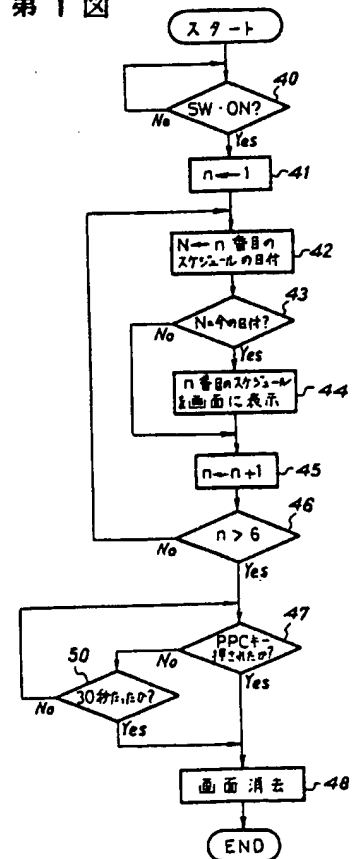 第1図
スタート
40
SW・ON?
No
Yes
n←1
41
N←n番目の
スケジュールの日付
42
43
N=今の日付?
No
Yes
n番目のスケジュール
を画面に表示
44
n←n+1
45
46
n > 6
No
Yes
47
PPCキー
押されたか?
No
Yes
50
30秒たったか?
No
Yes
画面消去
48
END